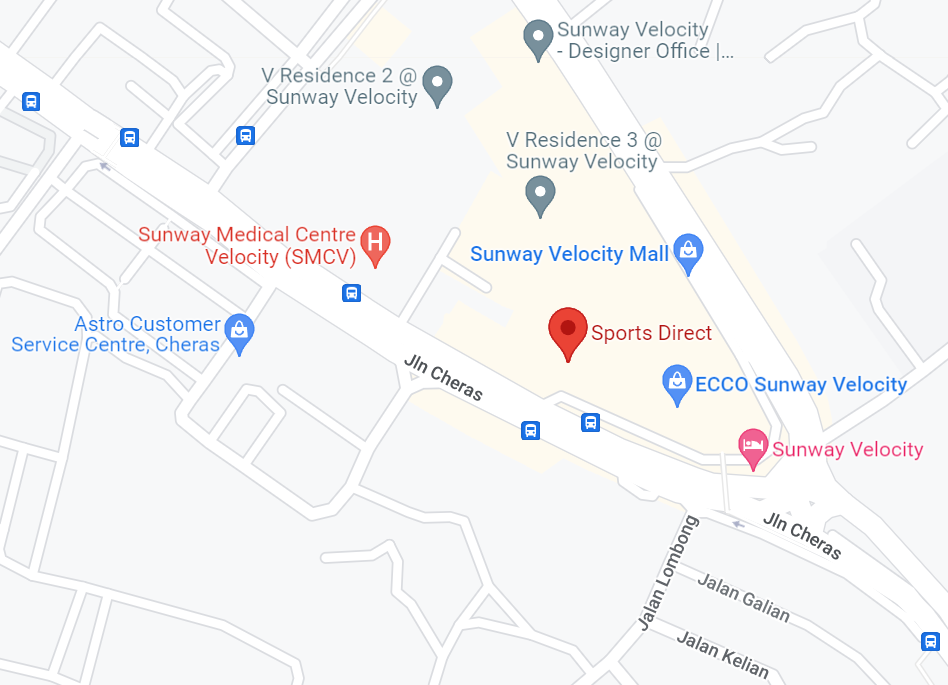 Sunway Velocity
- Designer Office |...
V Residence 2 @
Sunway Velocity
V Residence 3 @
Sunway Velocity
Sunway Medical Centre
Velocity (SMCV)
H
Sunway Velocity Mall
Astro Customer
Service Centre, Cheras
Sports Direct
Jln Cheras
ECCO Sunway Velocity
Sunway Velocity
Jln Cheras
Jalan Lombong
Jalan Galian
Jalan Kelian